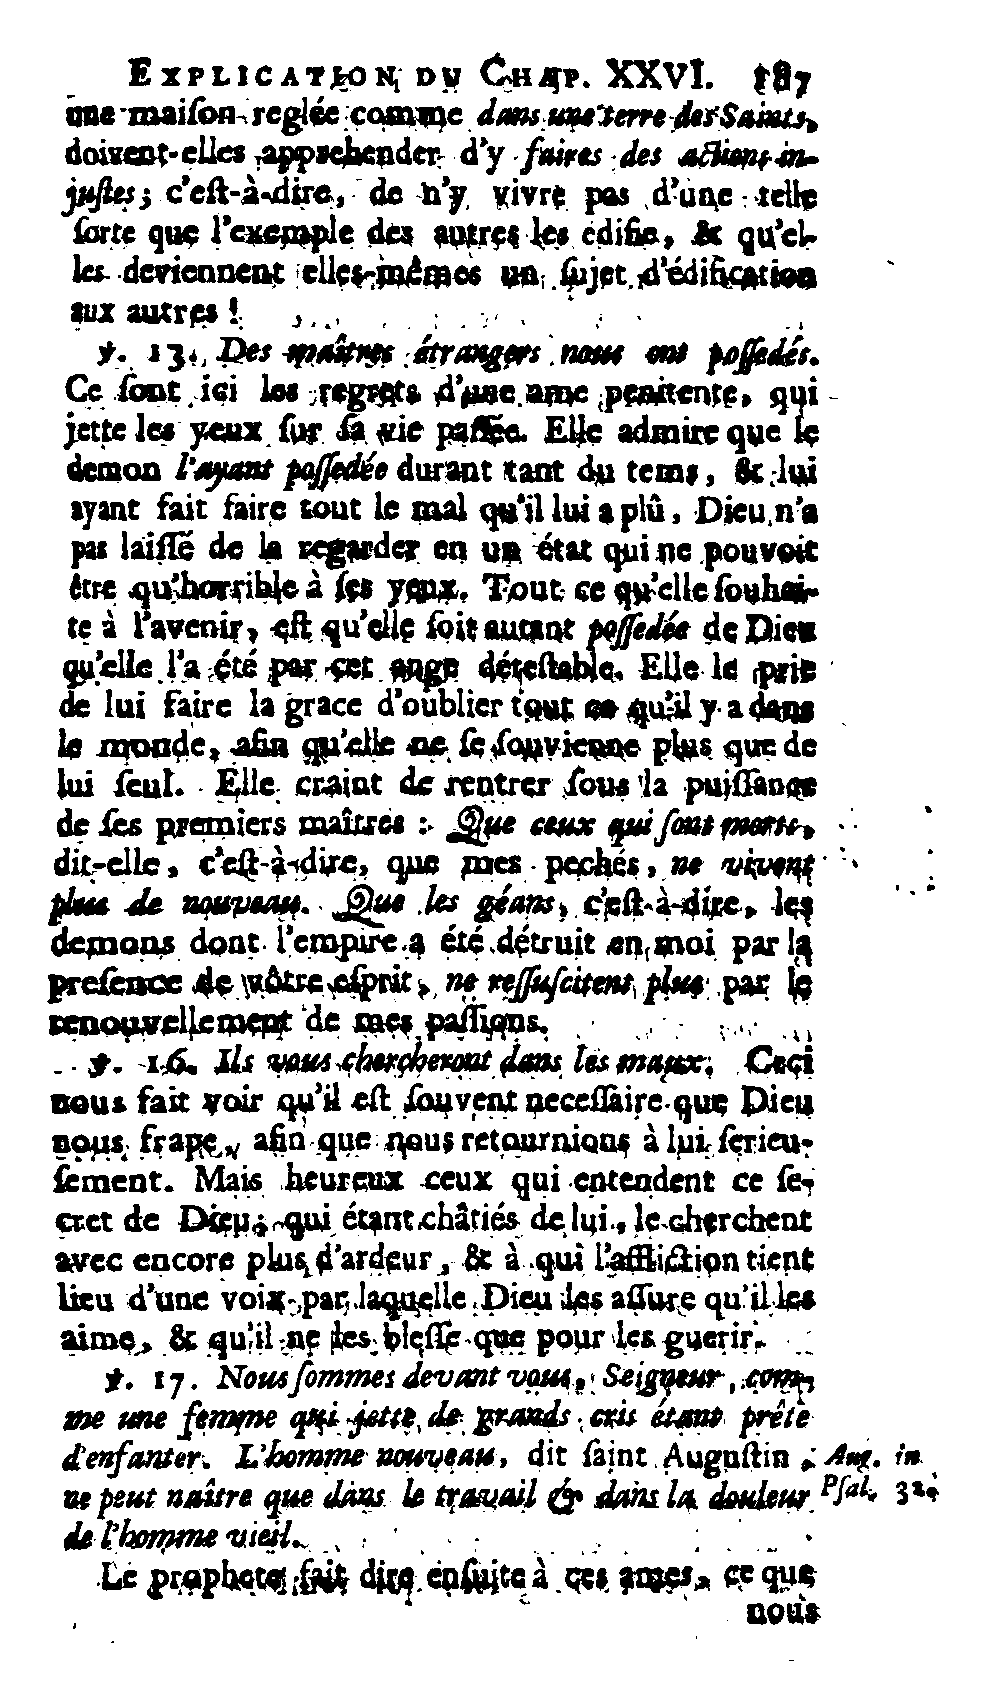 EXPLICATION DU CHAP. XXVI. 187
une maiſon reglée comme dans une terre des Saints,
doivent-elles apprehender d'y faires des actions in-
juſtes; c'eſt-à-dire, de n'y vivre pas d'une telle
ſorte que l'exemple des autres les édifie, & qu'el-
les deviennent elles-mêmes un ſujet d'édification
aux autres!
℣. 13. Des maîtres étrangers nous ont poſſedés.
Ce ſont ici les regrets d'une ame penitente, qui
jette les yeux ſur ſa vie paſſée. Elle admire que le
demon l'ayant poſſedée durant tant du tems, & lui
ayant fait faire tout le mal qu'il lui a plû, Dieu n'a
pas laiſſé de la regarder en un état qui ne pouvoit
être qu'horrible à ſes yeux. Tout ce qu'elle ſouhai-
te à l'avenir, eſt qu'elle ſoit autant poſſedée de Dieu
qu'elle l'a été par cet ange déteſtable. Elle le prie
de lui faire la grace d'oublier tout ce qu'il y a dans
le monde, afin qu'elle ne ſe ſouvienne plus que de
lui ſeul. Elle craint de rentrer ſous la puiſſance
de ſes premiers maîtres: Que ceux qui ſont morts,
dit-elle, c'eſt-à-dire, que mes pechés, ne vivent
plus de nouveau. Que les géans, c'eſt-à-dire, les
demons dont l'empire a été détruit en moi par la
preſence de vôtre eſprit, ne reſſuſcitent plus par le
renouvellement de mes paſſions.
℣. 16. Ils vous chercheront dans les maux. Ceci
nous fait voir qu'il eſt ſouvent neceſſaire que Dieu
nous frape, afin que nous retournions à lui ſerieu-
ſement. Mais heureux ceux qui entendent ce ſe-
cret de Dieu; qui étant châtiés de lui, le cherchent
avec encore plus d'ardeur, & à qui l'affliction tient
lieu d'une voix par laquelle Dieu les aſſure qu'il les
aime, & qu'il ne les bleſſe que pour les guerir.
℣. 17. Nous ſommes devant vous, Seigneur, com-
me une femme qui jette de grands cris étant prête
d'enfanter. L'homme nouveau, dit ſaint Auguſtin, Aug. in
ne peut naître que dans le travail & dans la douleur Pſal. 32.
de l'homme vieil.
Le prophete fait dire enſuite à ces ames, ce que
nous